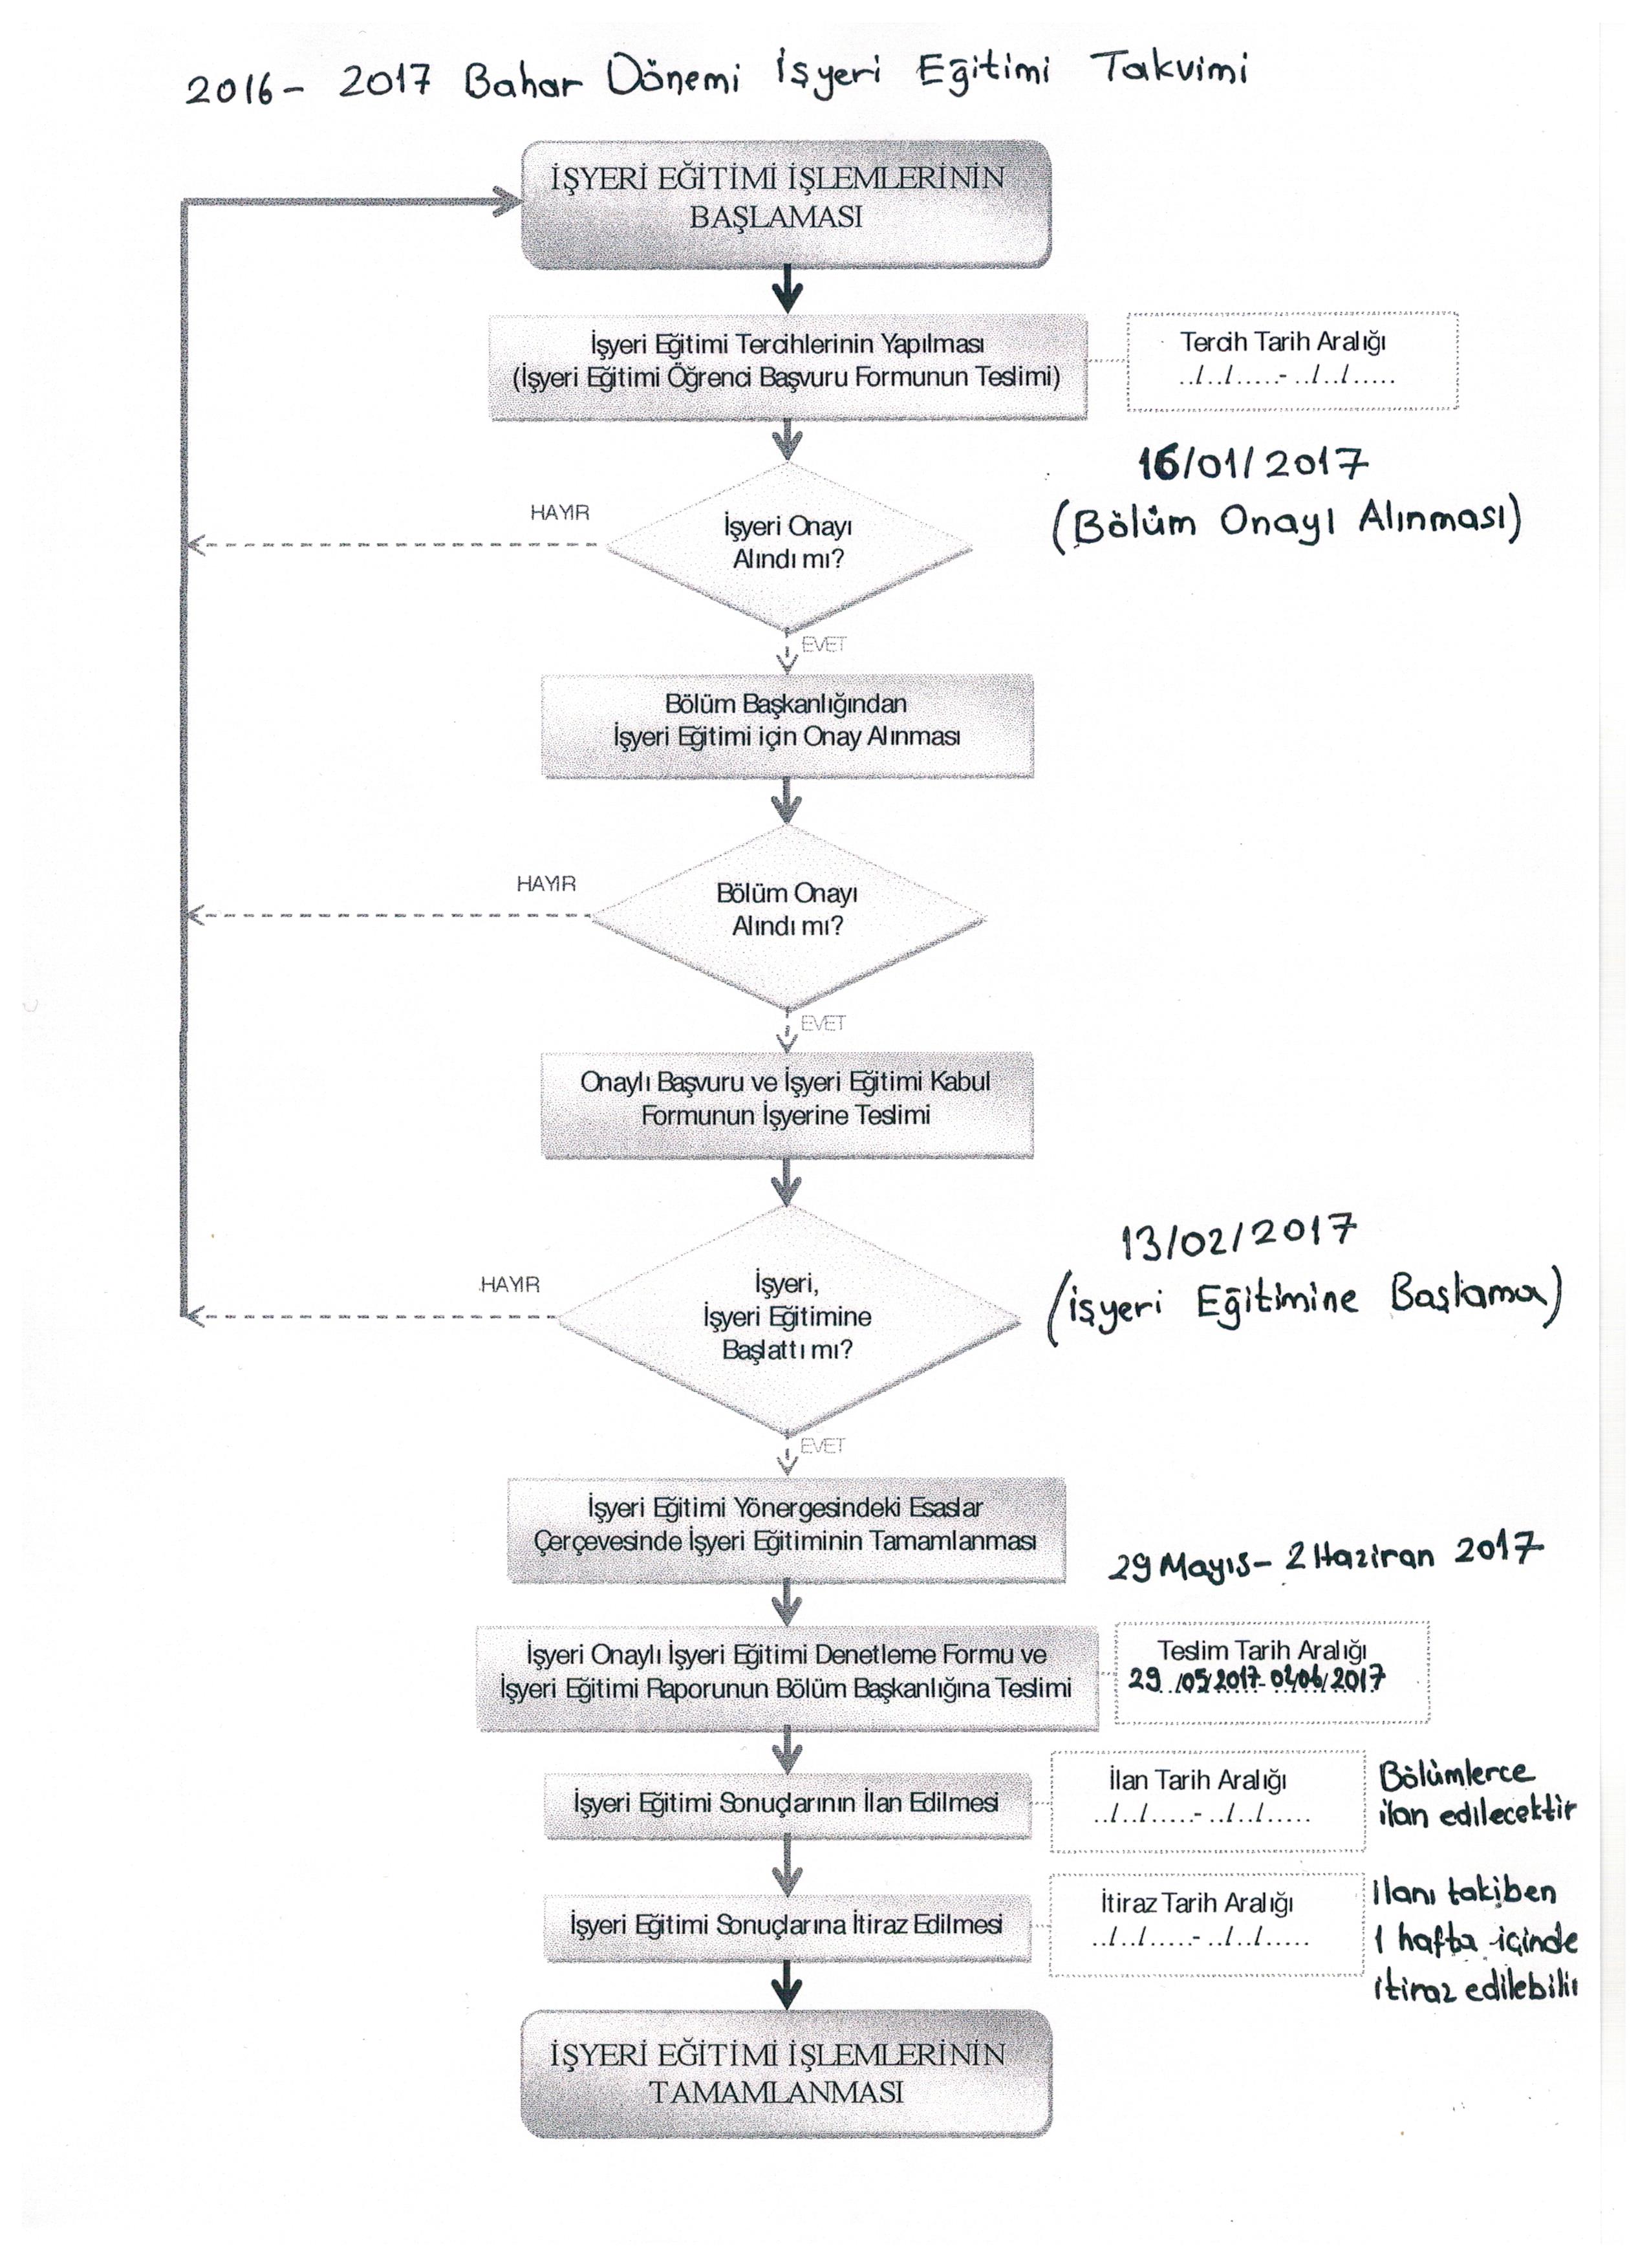 2016- 2017 Bahar Dönemi İşyeri Eğitimi Takvimi
İŞYERİ EĞİTİMİ İŞLEMLERİNİN
BAŞLAMASI
İşyeri Eğitimi Tercihlerinin Yapılması
(İşyeri Eğitimi Öğrenci Başvuru Formunun Teslimi)
Tercih Tarih Aralığı
../../.....- ../../.....
16/01/2017
(Bölüm Onayı Alınması)
HAYIR
İşyeri Onayı
Alındı mı?
EVET
Bölüm Başkanlığından
İşyeri Eğitimi için Onay Alınması
HAYIR
Bölüm Onayı
Alındı mı?
EVET
Onaylı Başvuru ve İşyeri Eğitimi Kabul
Formunun İşyerine Teslimi
13/02/2017
(işyeri Eğitimine Başlama)
HAYIR
İşyeri,
İşyeri Eğitimine
Başlattı mı?
EVET
İşyeri Eğitimi Yönergesindeki Esaslar
Çerçevesinde İşyeri Eğitiminin Tamamlanması
29 Mayıs- 2 Haziran 2017
İşyeri Onaylı İşyeri Eğitimi Denetleme Formu ve
İşyeri Eğitimi Raporunun Bölüm Başkanlığına Teslimi
Teslim Tarih Aralığı
29../05/2017-02/06/2017
İşyeri Eğitimi Sonuçlarının İlan Edilmesi
İlan Tarih Aralığı
../../.....- ../../.....
Bölümlerce
ilan edilecektir
İşyeri Eğitimi Sonuçlarına İtiraz Edilmesi
İtiraz Tarih Aralığı
../../.....- ../../.....
Ilanı takiben
1 hafta içinde
itiraz edilebilir
İŞYERİ EĞİTİMİ İŞLEMLERİNİN
TAMAMLANMASI